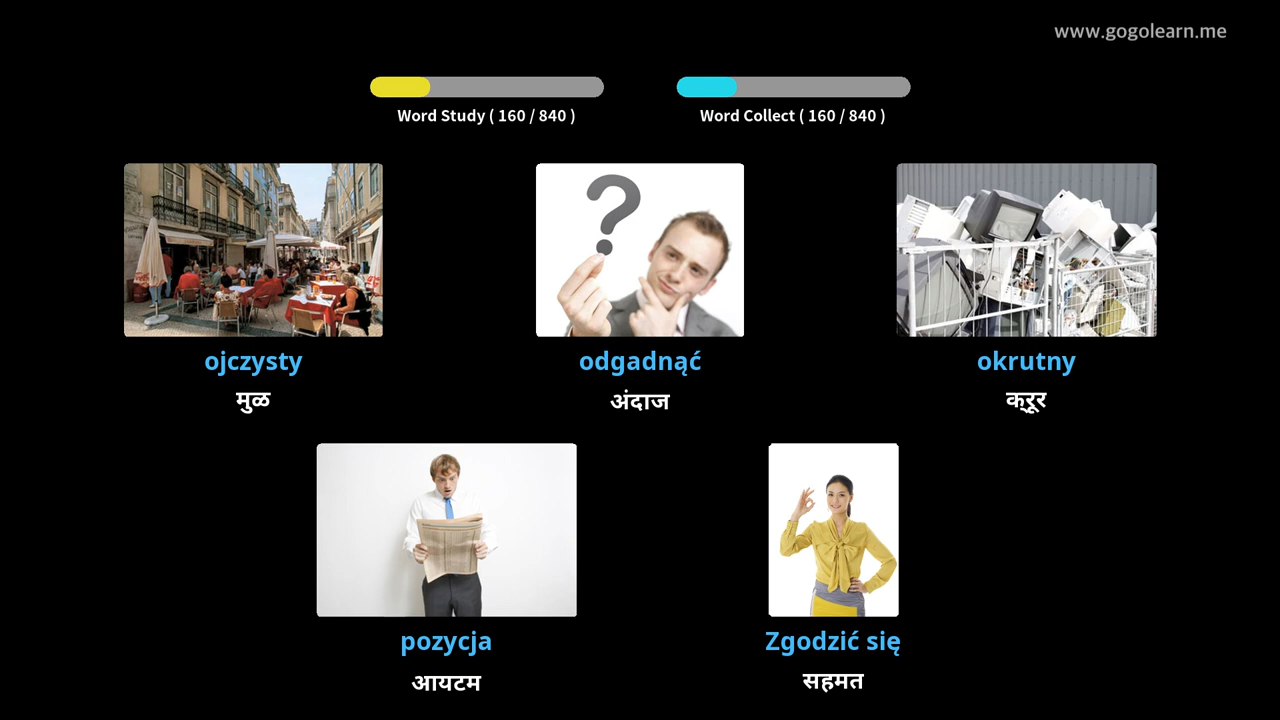 www.gogolearn.me
Word Study ( 160 / 840 )
Word Collect ( 160 / 840 )
ojczysty
मुळ
odgadnąć
अंदाज
okrutny
क्रूर
pozycja
आयटम
Zgodzić się
सहमत